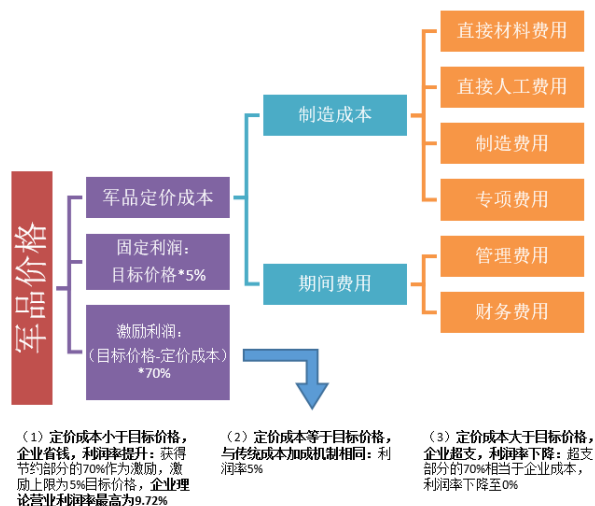 军品价格
军品定价成本
固定利润：
目标价格*5%
激励利润：
（目标价格-定价成本）
*70%
制造成本
期间费用
直接材料费用
直接人工费用
制造费用
专项费用
管理费用
财务费用
（1）定价成本小于目标价格，
企业省钱，利润率提升：获得
节约部分的70%作为激励，激
励上限为5%目标价格，企业理
论营业利润率最高为9.72%
（2）定价成本等于目标价格，
与传统成本加成机制相同：利
润率5%
（3）定价成本大于目标价格，
企业超支，利润率下降：超支
部分的70%相当于企业成本，
利润率下降至0%